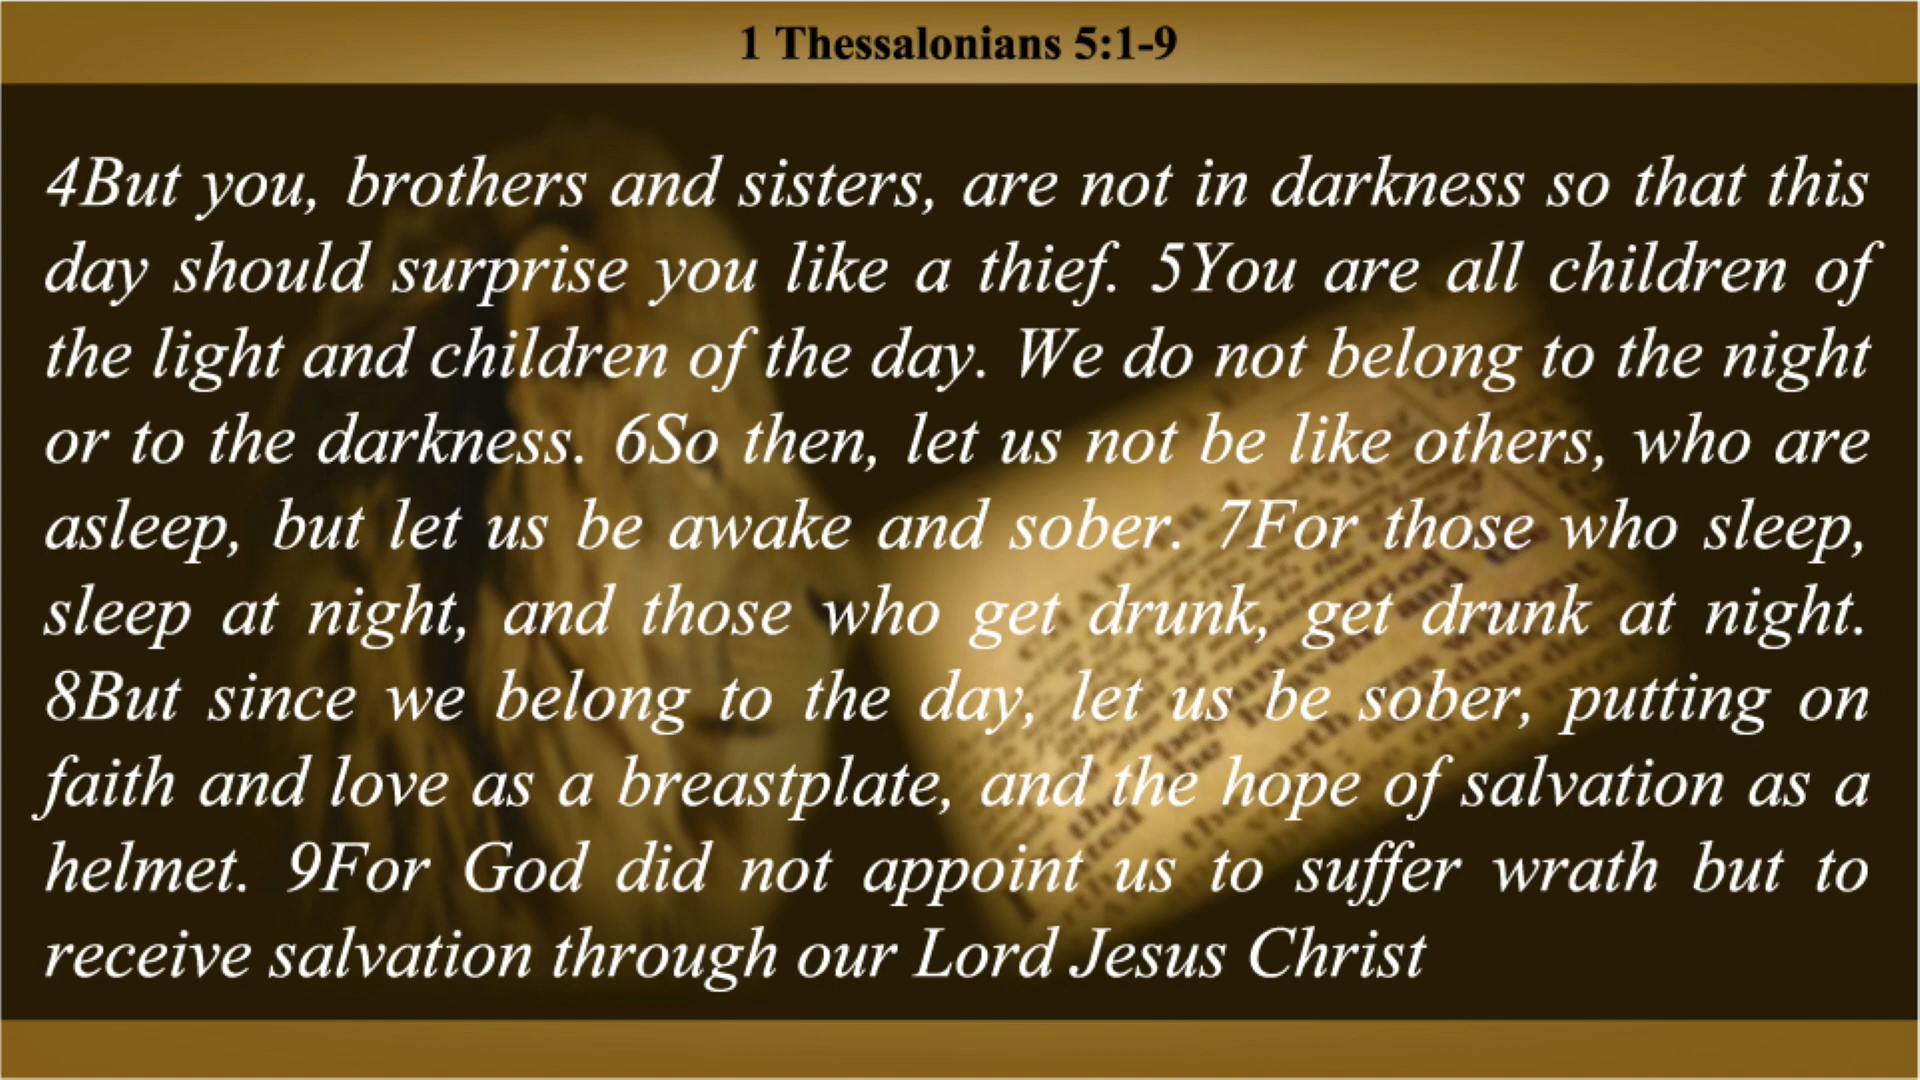 1 Thessalonians 5:1-9
4But you, brothers and sisters, are not in darkness so that this
day should surprise you like a thief. 5You are all children of
the light and children of the day. We do not belong to the night
or to the darkness. 6So then, let us not be like others, who are
asleep, but let us be awake and sober. 7For those who sleep,
sleep at night, and those who get drunk, get drunk at night.
8But since we belong to the day, let us be sober, putting on
faith and love as a breastplate, and the hope of salvation as a
helmet. 9For God did not appoint us to suffer wrath but to
receive salvation through our Lord Jesus Christ